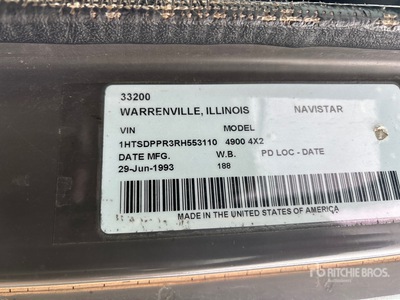 33200
WARRENVILLE, ILLINOIS NAVISTAR
VIN MODEL
1HTSDPPR3RH553110 4900 4X2
DATE MFG. W.B. PD LOC - DATE
29-Jun-1993 188
MADE IN THE UNITED STATES OF AMERICA
RITCHIE BROS.